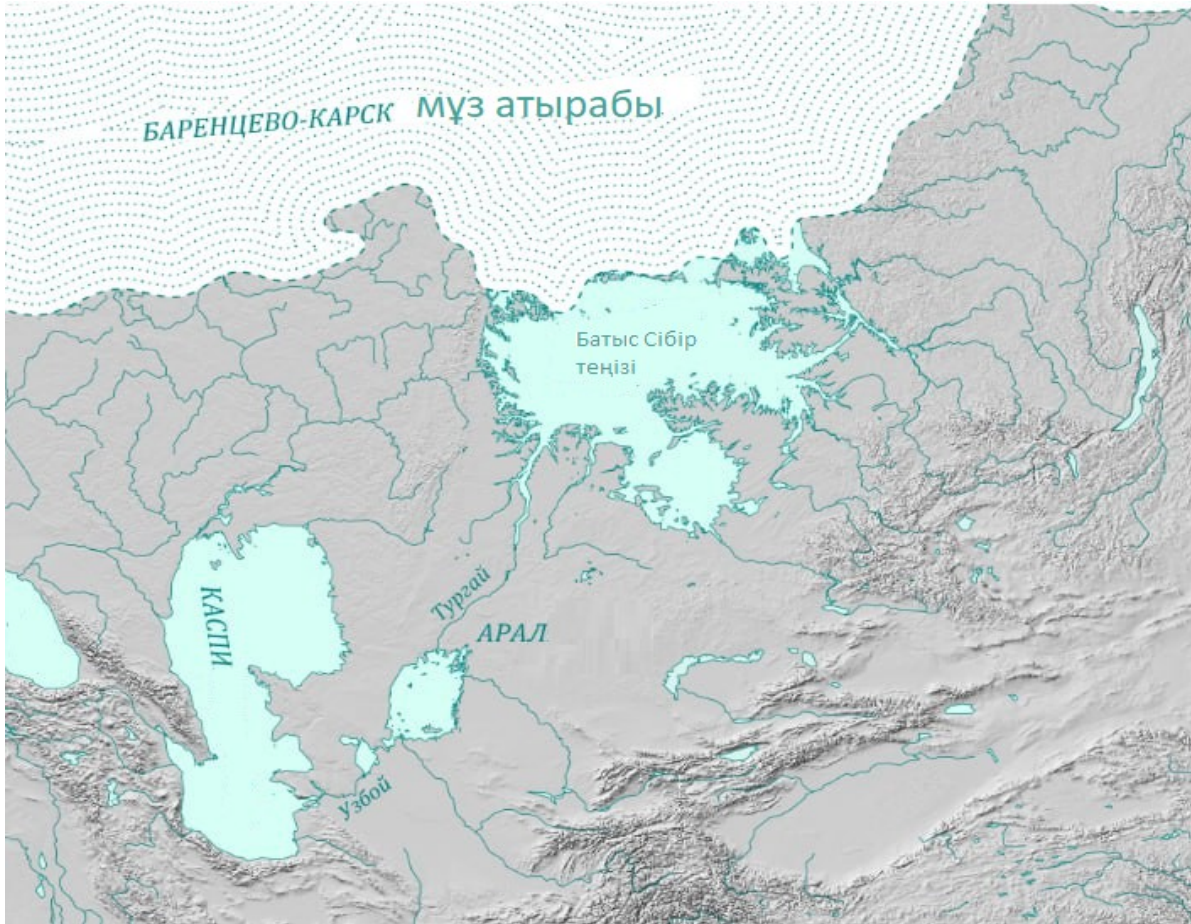 БАРЕНЦЕВО-КАРСК мұз атырабы
Батыс Сібір
теңізі
КАСПИ
Тургай
АРАЛ
Узбой